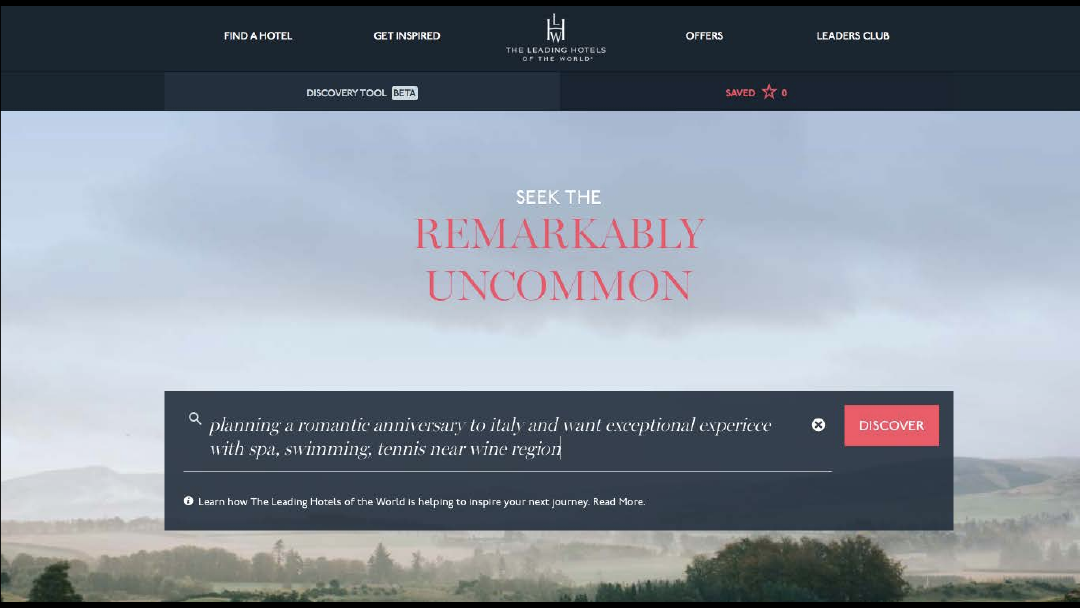 FIND A HOTEL
GET INSPIRED
L
H
W
THE LEADING HOTELS
OF THE WORLD®
OFFERS
LEADERS CLUB
DISCOVERY TOOL BETA
SAVED 0
SEEK THE
REMARKABLY
UNCOMMON
planning a romantic anniversary to italy and want exceptional experiece
with spa, swimming, tennis near wine region
DISCOVER
Learn how The Leading Hotels of the World is helping to inspire your next journey. Read More.